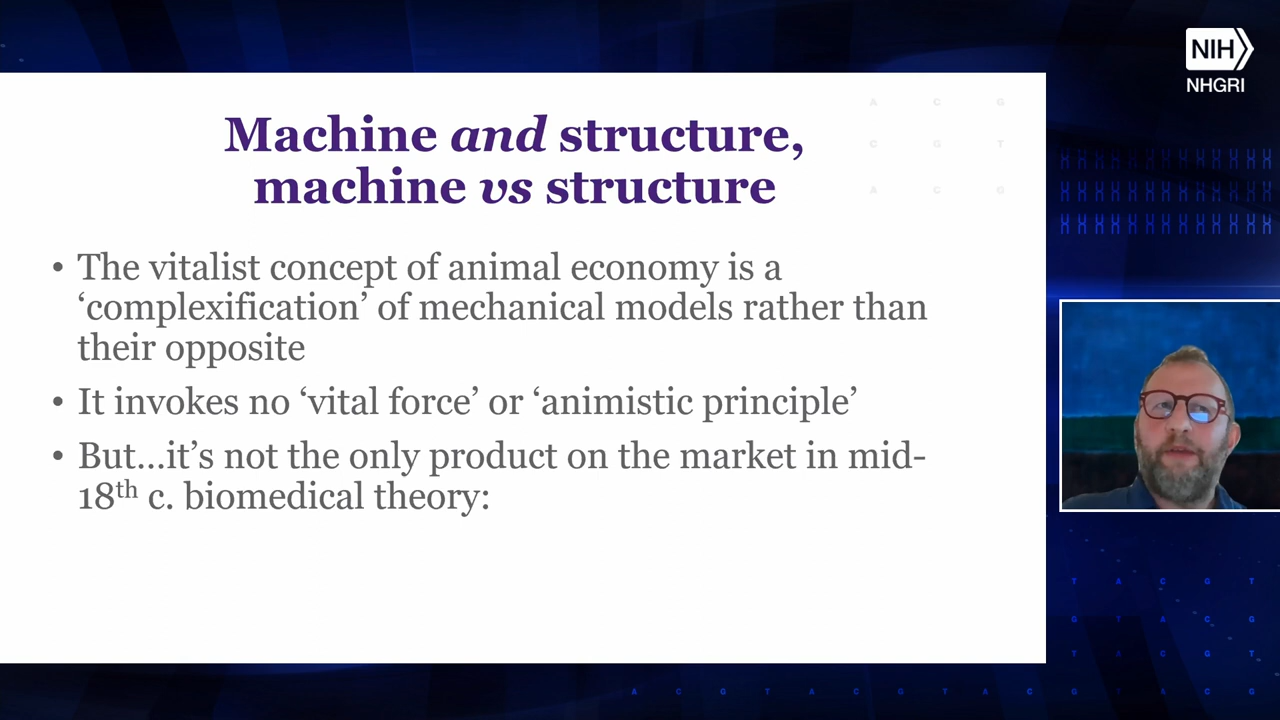 NIH
NHGRI
Machine and structure,
machine vs structure
A C G
C G T
A C G
• The vitalist concept of animal economy is a
‘complexification’ of mechanical models rather than
their opposite
• It invokes no ‘vital force’ or ‘animistic principle’
• But...it’s not the only product on the market in mid-
18th c. biomedical theory:
T A C G T
G T A C G
T A C G T
A C G T A C G T A C G T A C G